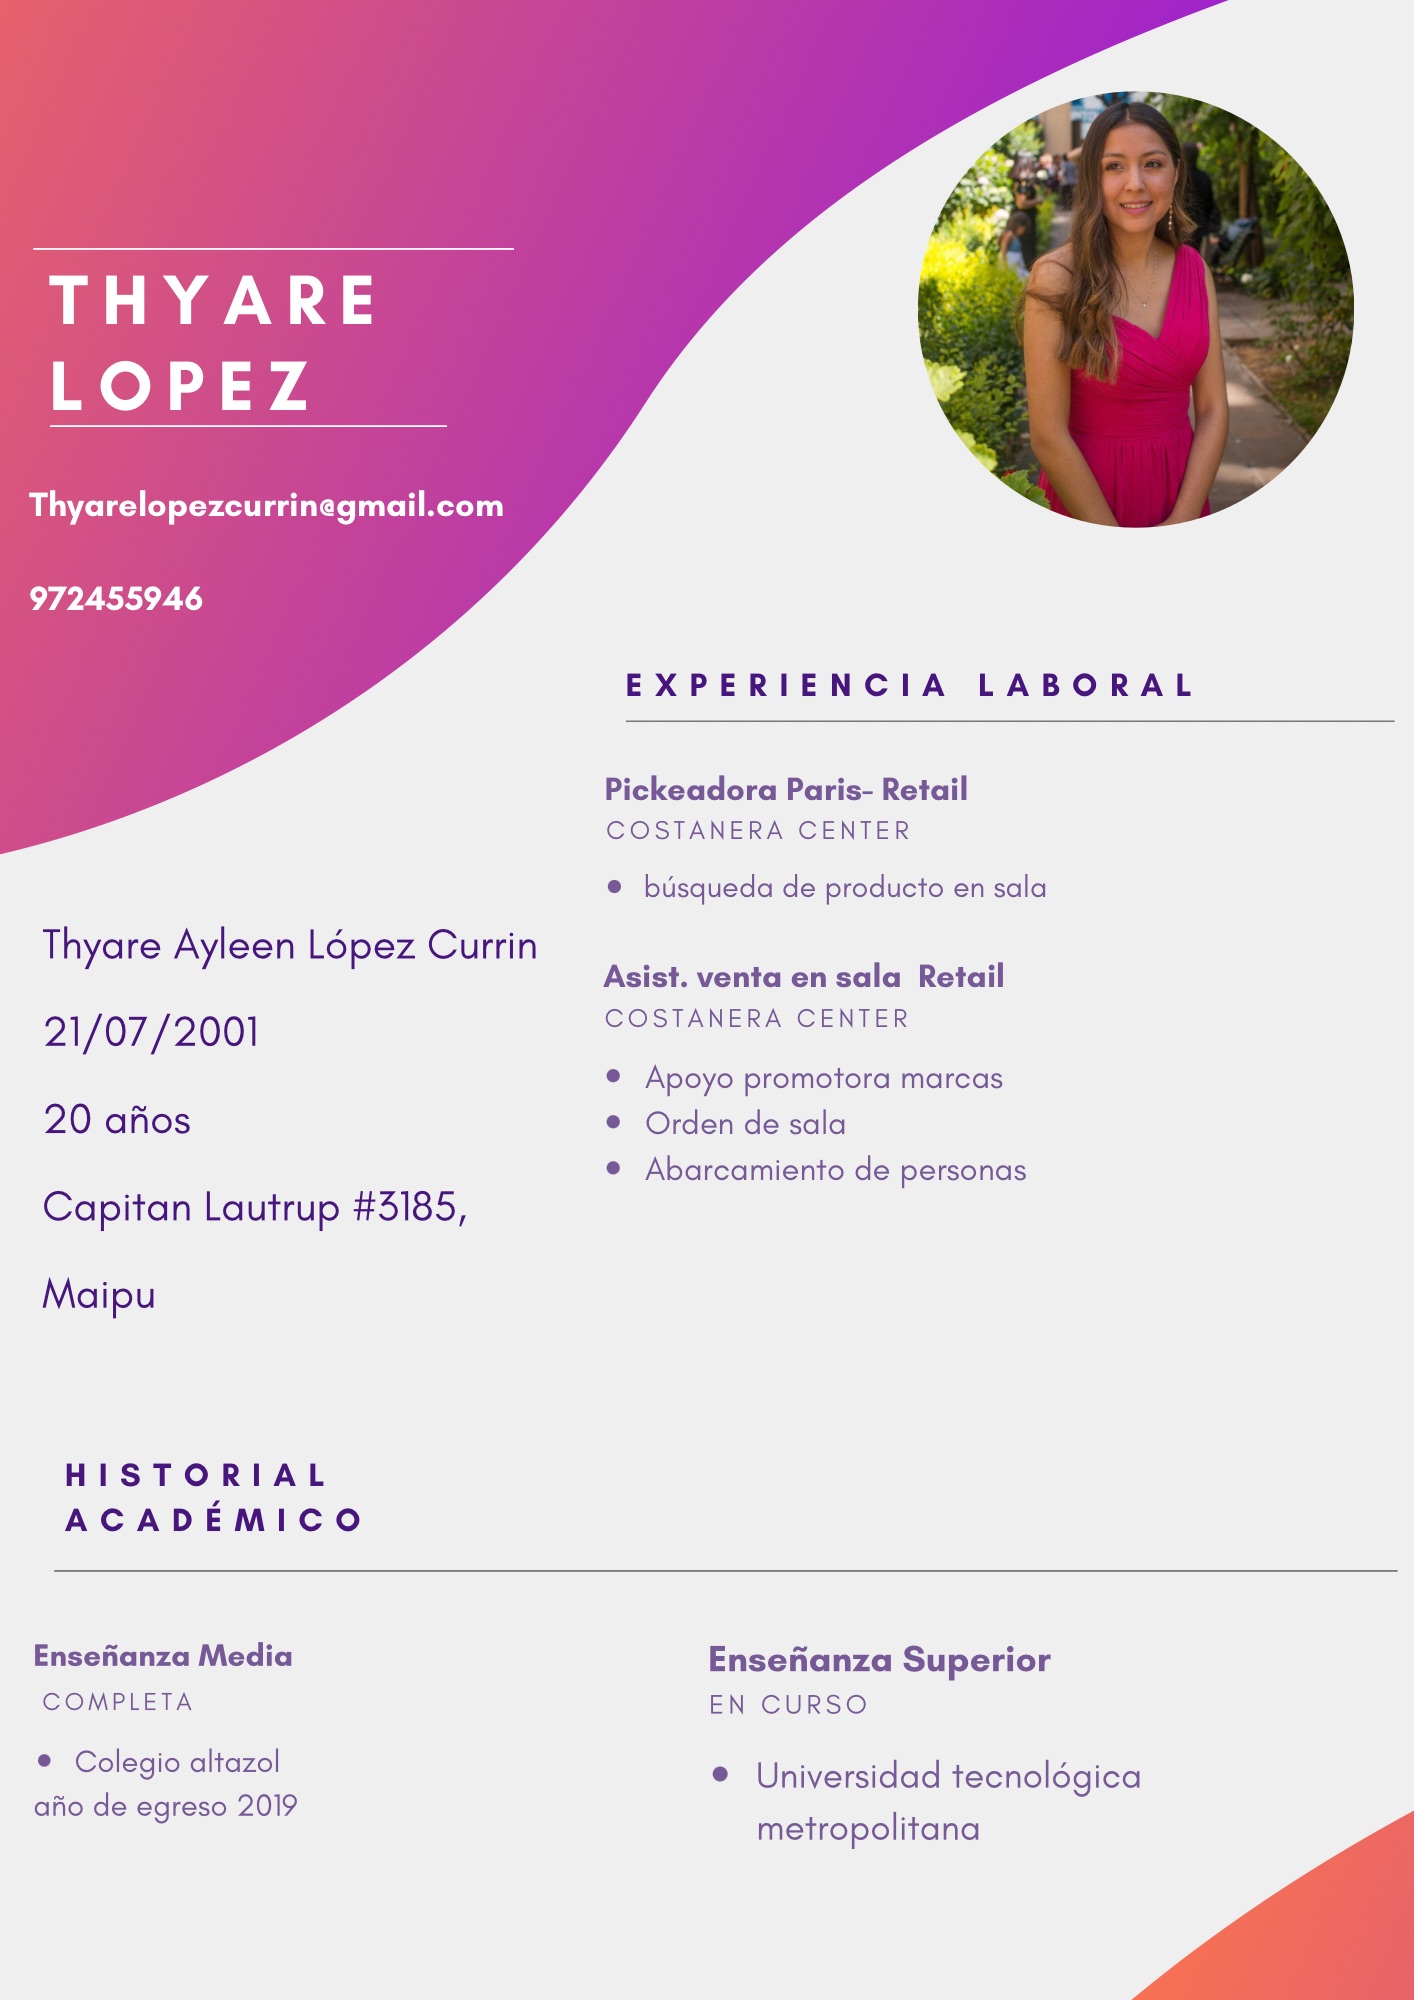 THYARE
LOPEZ
Thyarelopezcurrin@gmail.com
972455946
Thyare Ayleen López Currin
21/07/2001
20 años
Capitan Lautrup #3185,
Maipu
EXPERIENCIA LABORAL
Pickeadora Paris- Retail
COSTANERA CENTER
• búsqueda de producto en sala
Asist. venta en sala  Retail
COSTANERA CENTER
• Apoyo promotora marcas
• Orden de sala
• Abarcamiento de personas
HISTORIAL
ACADÉMICO
Enseñanza Media
COMPLETA
• Colegio altazol
año de egreso 2019
Enseñanza Superior
EN CURSO
• Universidad tecnológica
metropolitana